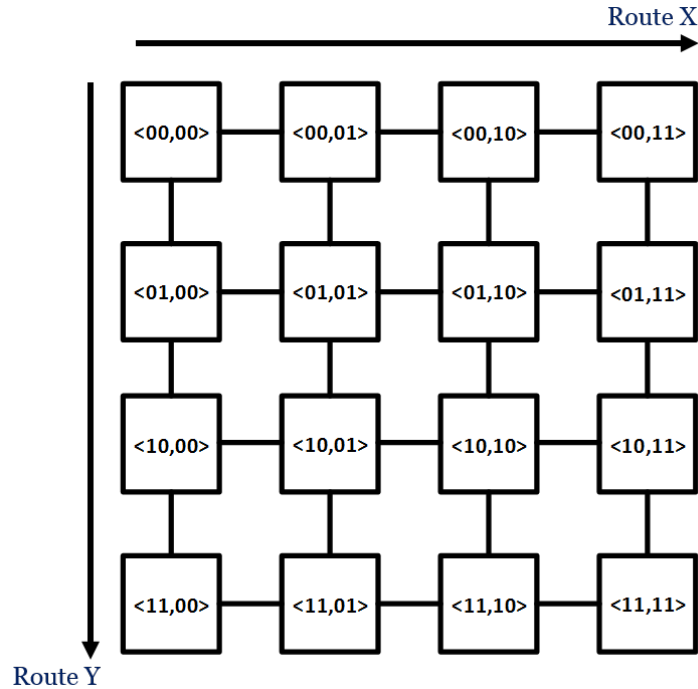 Route X
<00,00> <00,01> <00,10> <00,11>
<01,00> <01,01> <01,10> <01,11>
<10,00> <10,01> <10,10> <10,11>
<11,00> <11,01> <11,10> <11,11>
Route Y